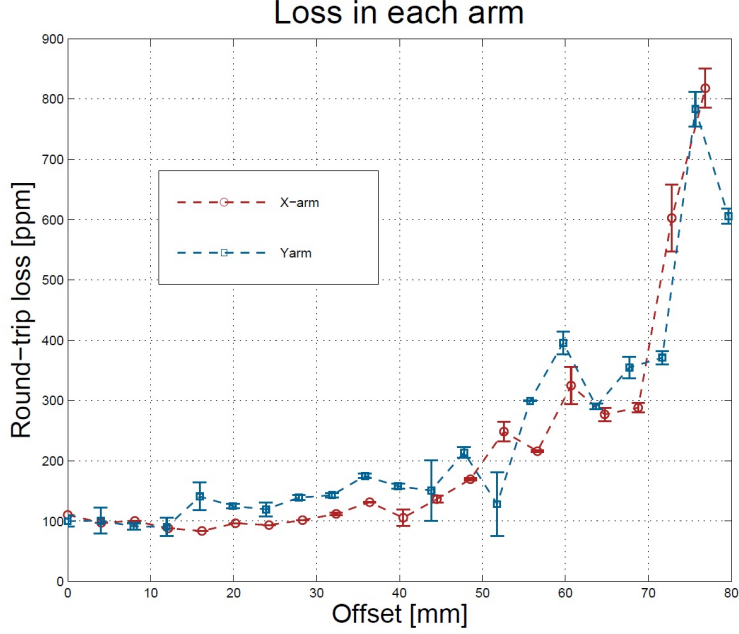 Loss in each arm
900
800
700
600
500
400
300
200
100
0
Round-trip loss [ppm]
X-arm
Yarm
0 10 20 30 40 50 60 70 80
Offset [mm]